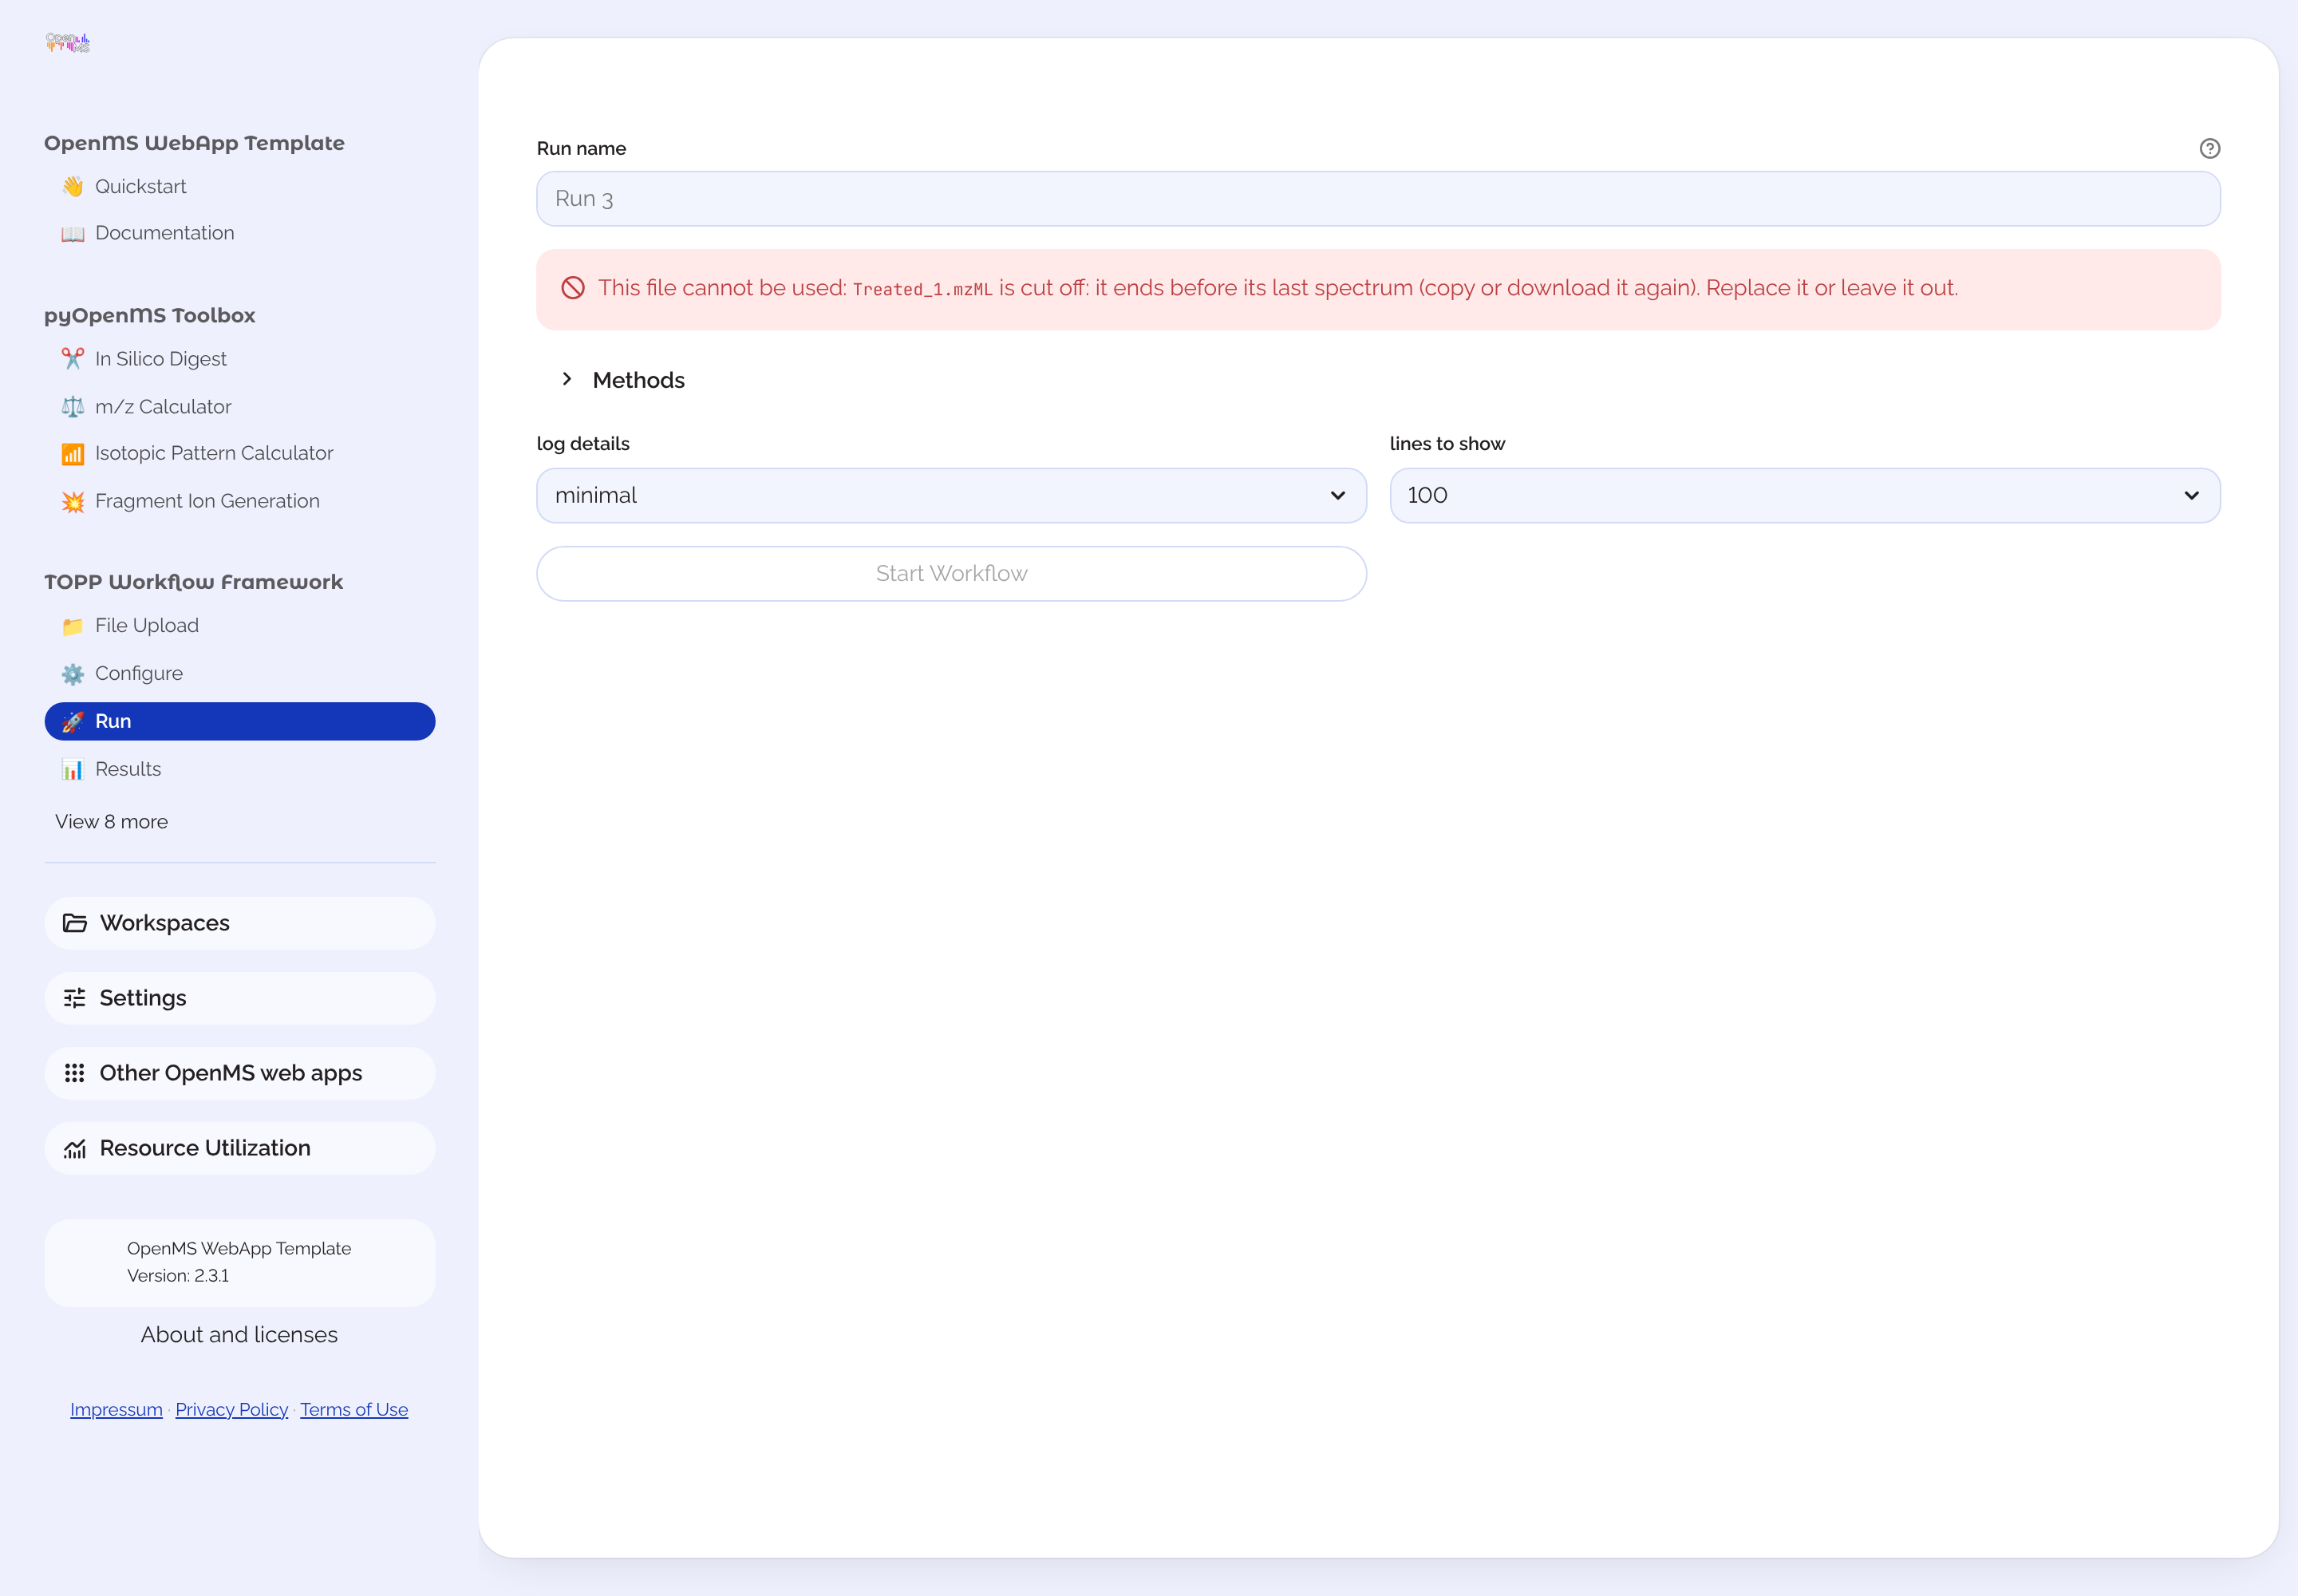 OpenMS
OpenMS WebApp Template
Quickstart
Documentation
pyOpenMS Toolbox
In Silico Digest
m/z Calculator
Isotopic Pattern Calculator
Fragment Ion Generation
TOPP Workflow Framework
File Upload
Configure
Run
Results
View 8 more
Workspaces
Settings
Other OpenMS web apps
Resource Utilization
OpenMS WebApp Template
Version: 2.3.1
About and licenses
Impressum · Privacy Policy · Terms of Use
Run name
Run 3
This file cannot be used: Treated_1.mzML is cut off: it ends before its last spectrum (copy or download it again). Replace it or leave it out.
Methods
log details
lines to show
minimal
100
Start Workflow